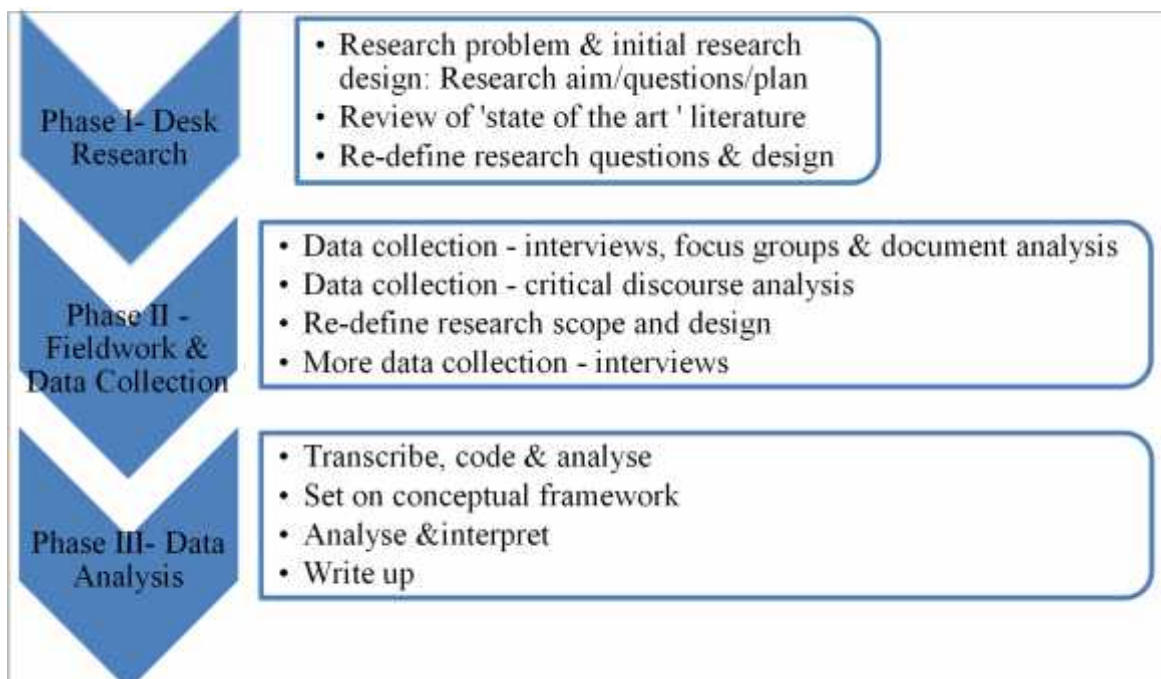 Phase I- Desk
Research
• Research problem & initial research
design: Research aim/questions/plan
• Review of 'state of the art ' literature
• Re-define research questions & design
Phase II -
Fieldwork &
Data Collection
• Data collection - interviews, focus groups & document analysis
• Data collection - critical discourse analysis
• Re-define research scope and design
• More data collection - interviews
Phase III- Data
Analysis
• Transcribe, code & analyse
• Set on conceptual framework
• Analyse &interpret
• Write up